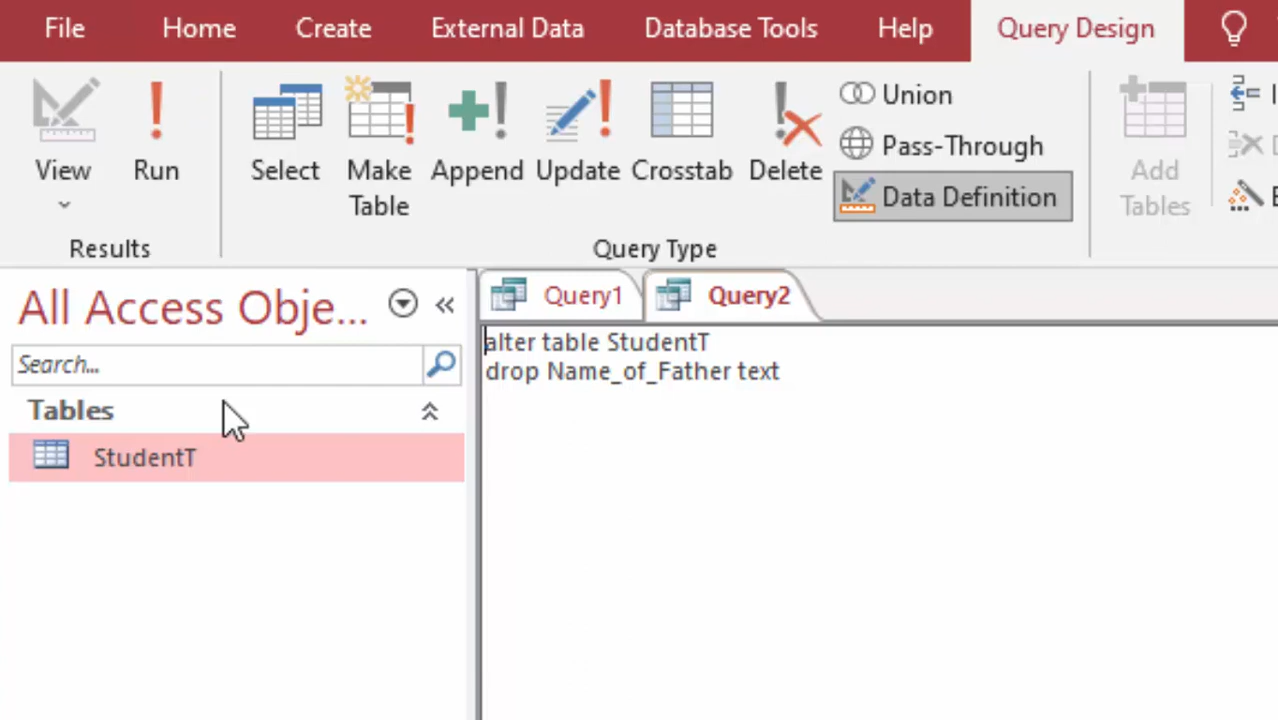 File Home Create External Data Database Tools Help Query Design
View Run Select Make Table Append Update Crosstab Delete Union
Pass-Through
Data Definition
Add Tables
Results Query Type
All Access Obje...
Query1 Query2
Search...
Tables
StudentT
alter table StudentT
drop Name_of_Father text